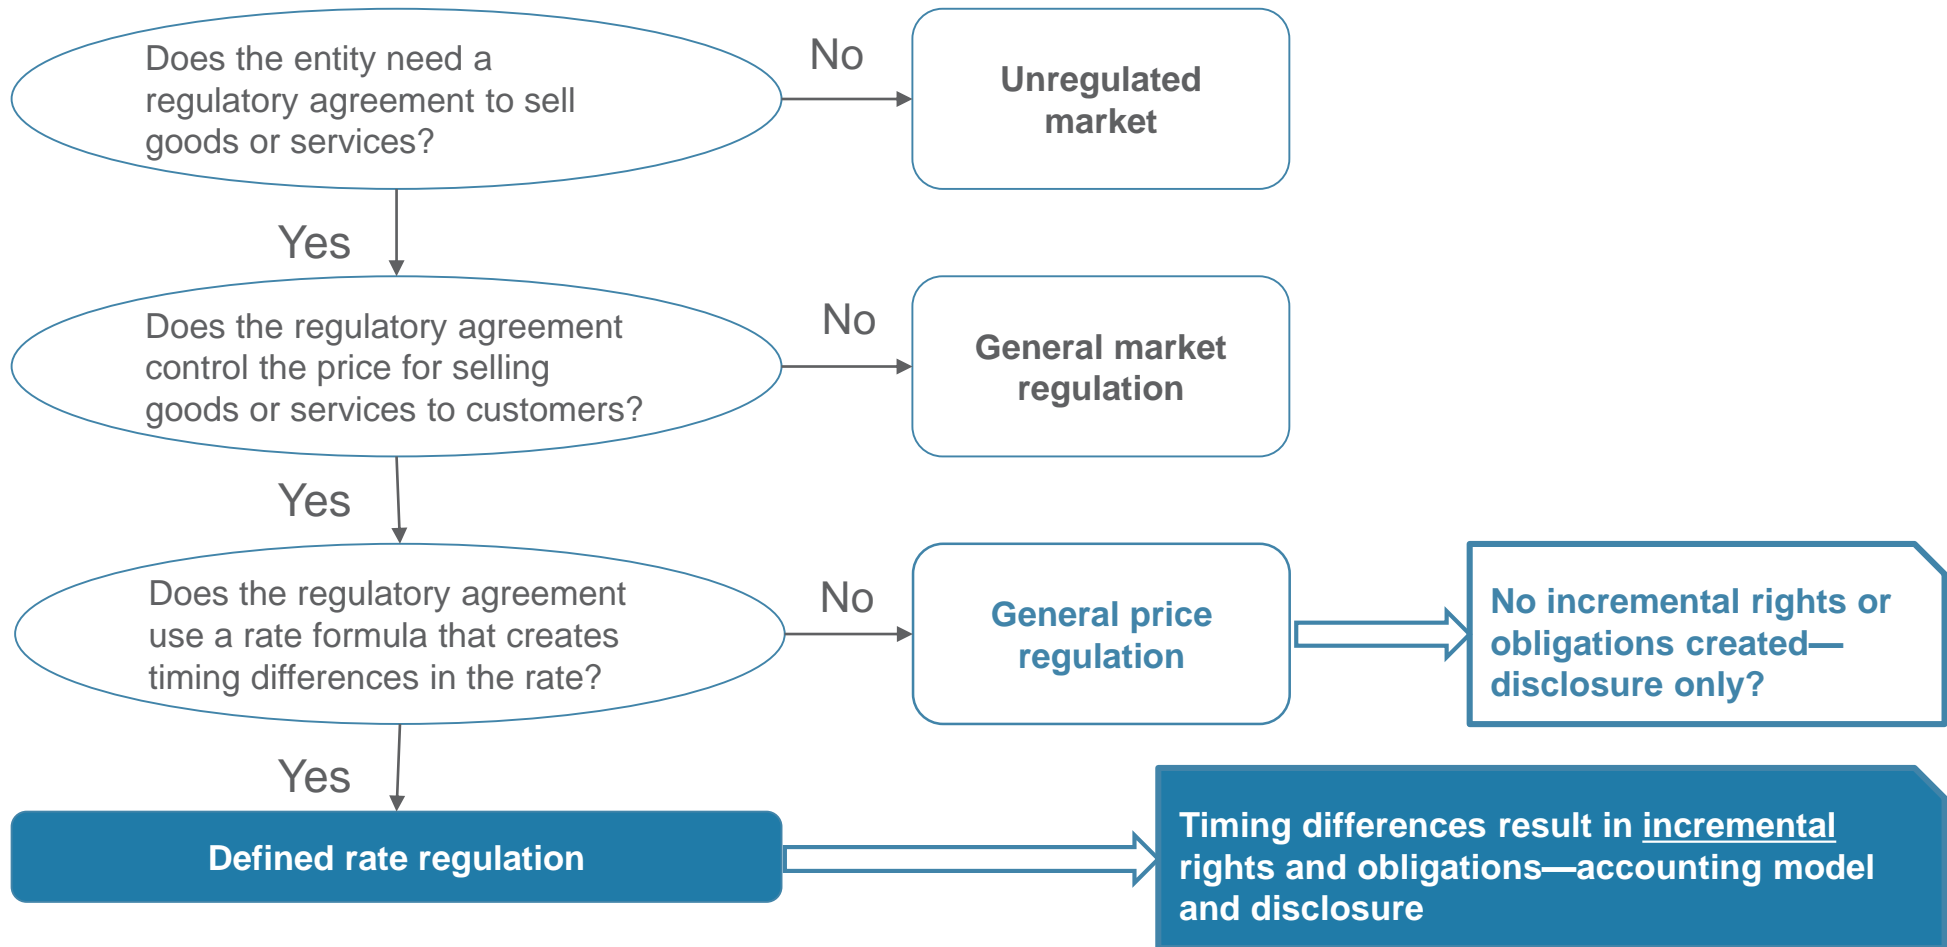 Does the entity need a
regulatory agreement to sell
goods or services?
No
Unregulated
market
Yes
Does the regulatory agreement
control the price for selling
goods or services to customers?
No
General market
regulation
Yes
Does the regulatory agreement
use a rate formula that creates
timing differences in the rate?
No
General price
regulation
No incremental rights or
obligations created—
disclosure only?
Yes
Defined rate regulation
Timing differences result in incremental
rights and obligations—accounting model
and disclosure